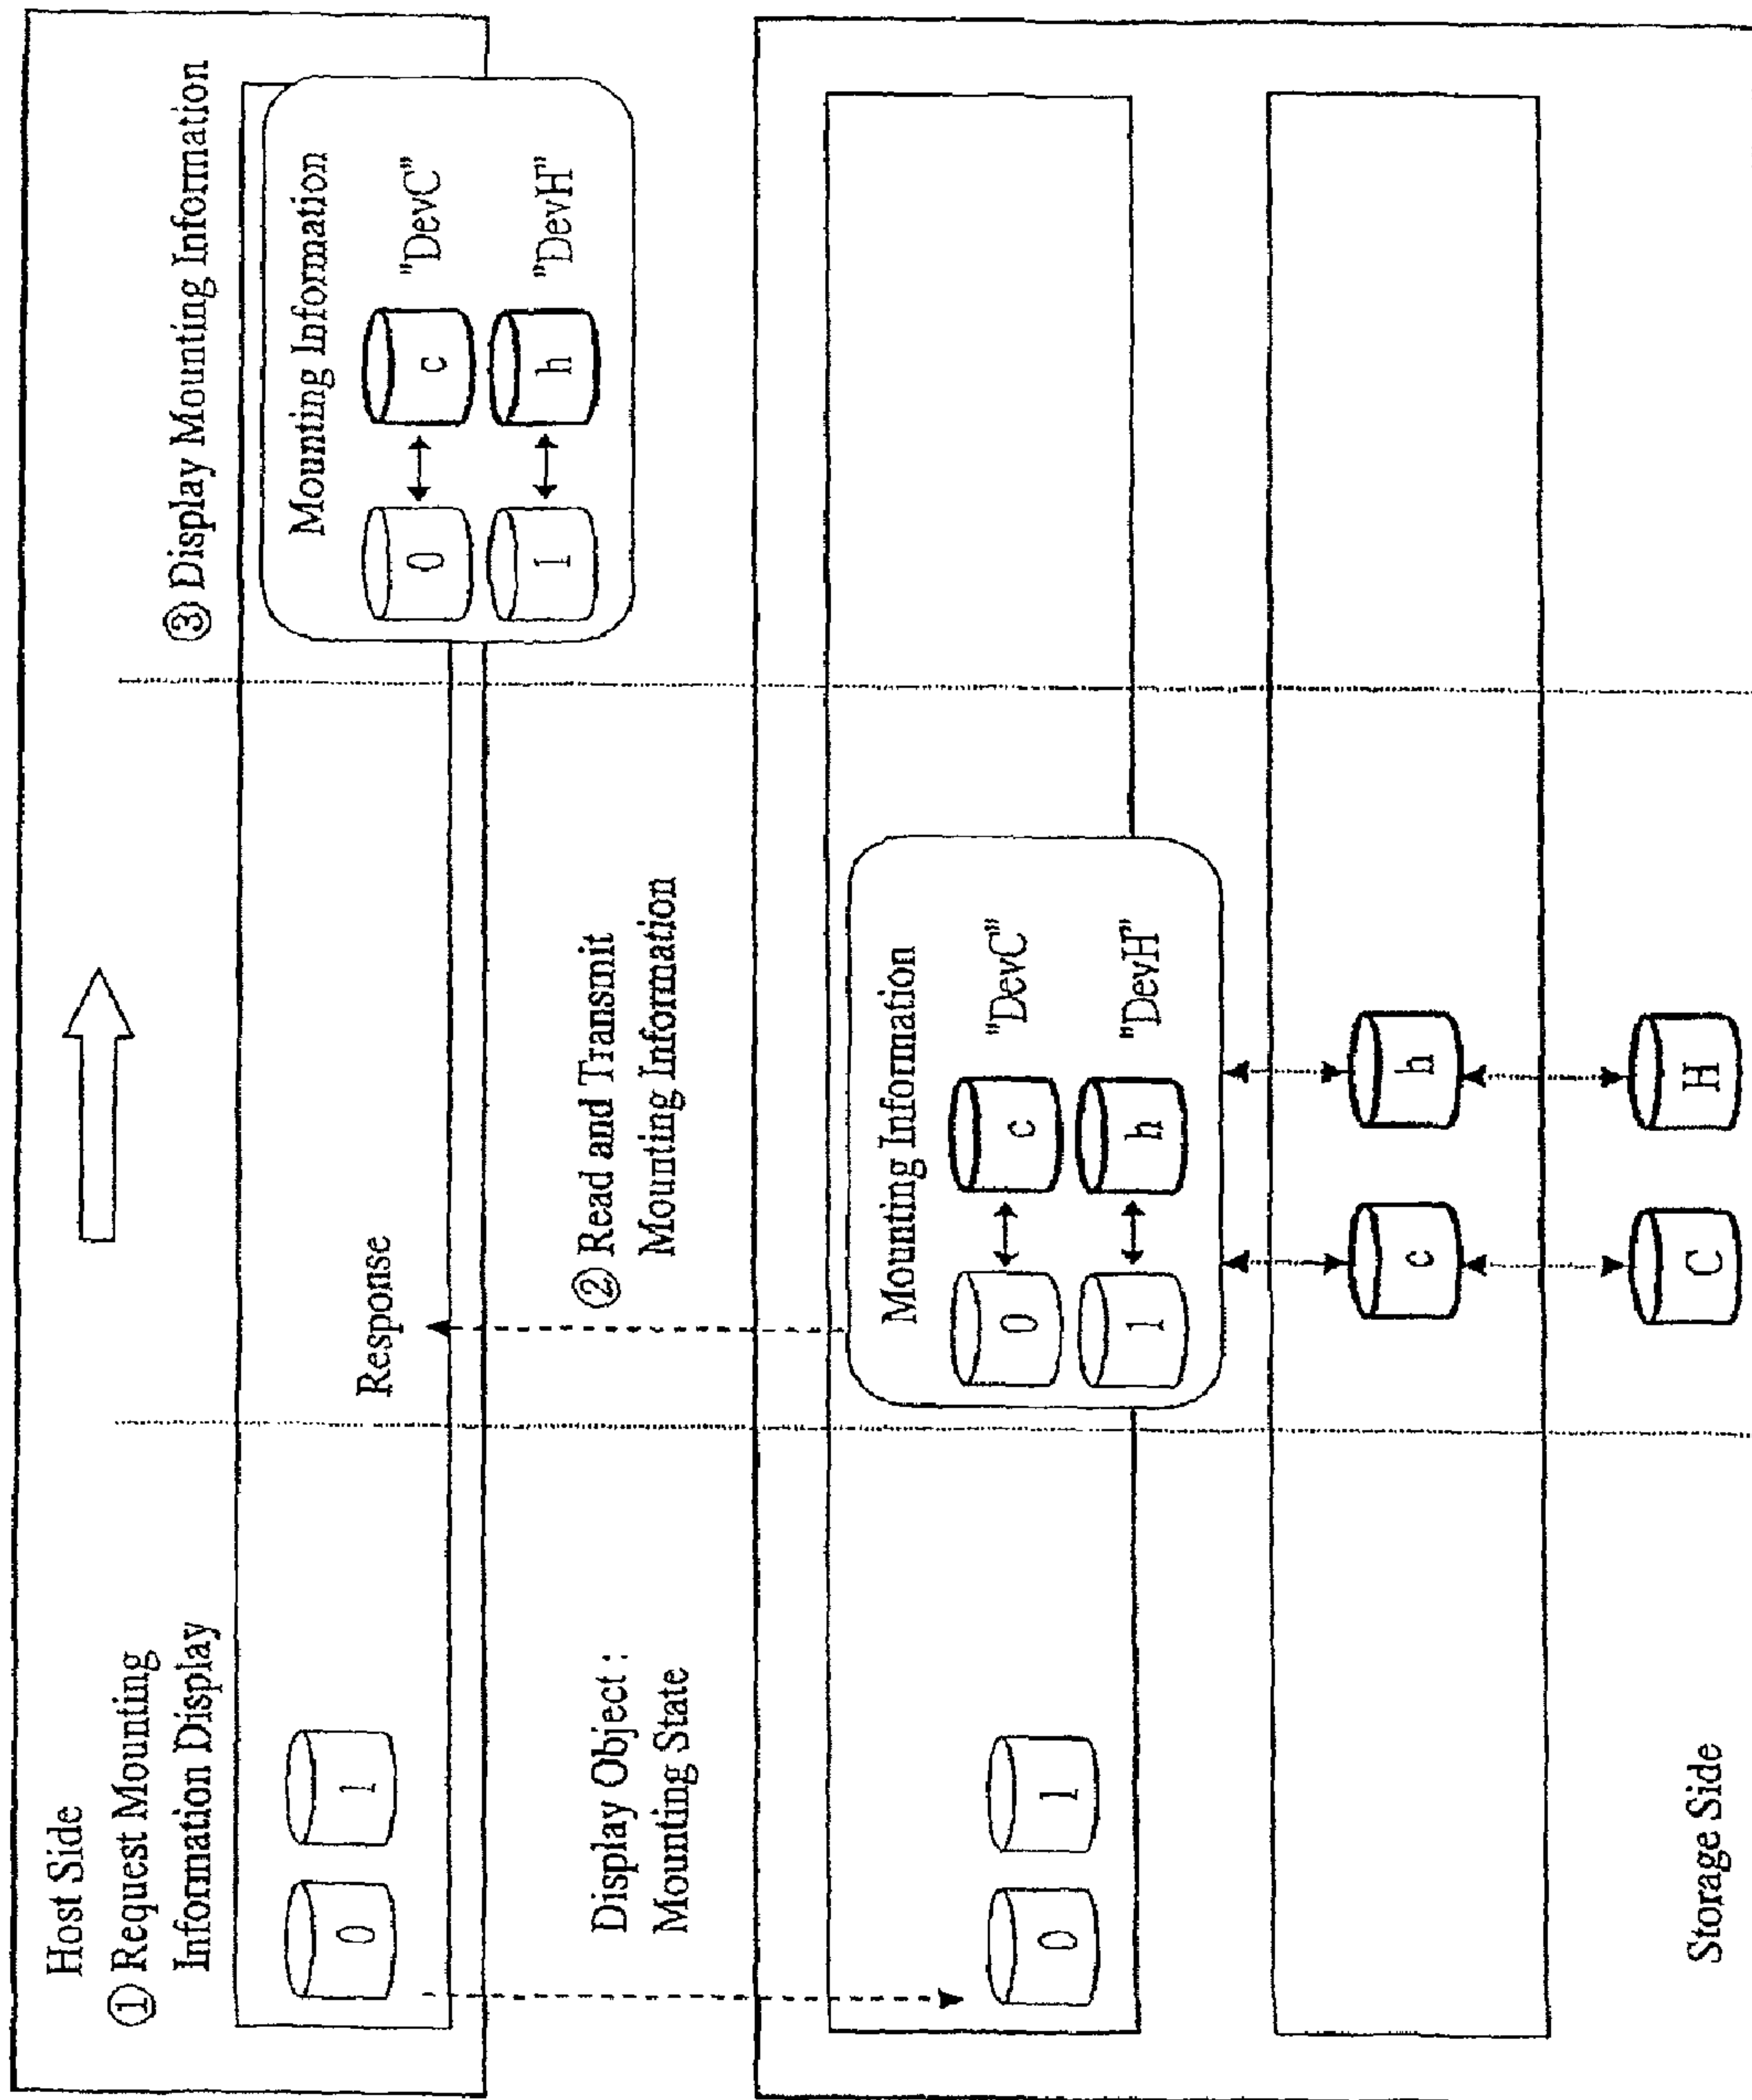 Host Side
① Request Mounting
Information Display
0
1
Display Object :
Mounting State
0
1
Storage Side
Response
② Read and Transmit
Mounting Information
Mounting Information
0
c
"DevC"
1
h
"DevH"
c
h
C
H
③ Display Mounting Information
Mounting Information
0
c
"DevC"
1
h
"DevH"